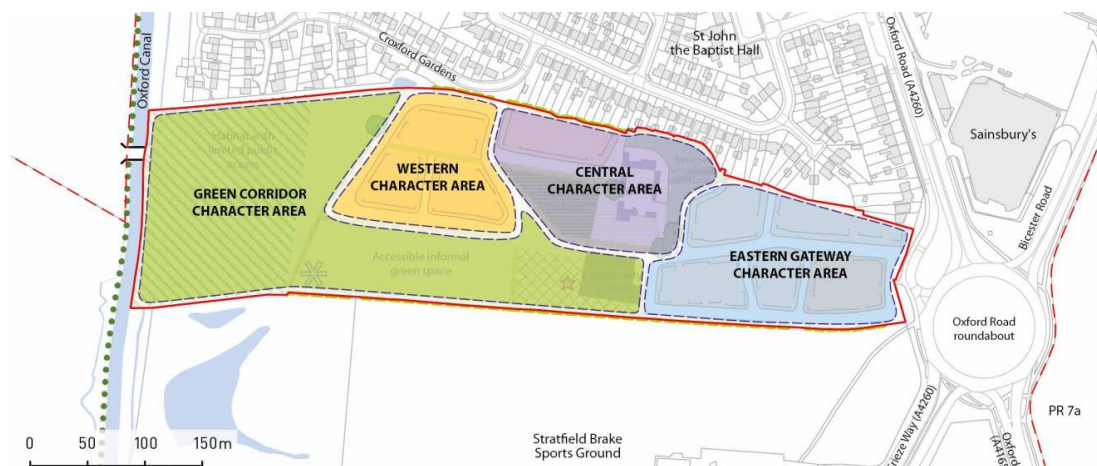 Oxford Canal
Croxford Gardens
St John
the Baptist Hall
Oxford Road (A4260)
Sainsbury's
Bicester Road
Habitat with
limited public
access
WESTERN
CHARACTER AREA
CENTRAL
CHARACTER AREA
GREEN CORRIDOR
CHARACTER AREA
Accessible informal
green space
EASTERN GATEWAY
CHARACTER AREA
Oxford Road
roundabout
PR 7a
0 50 100 150m
Stratfield Brake
Sports Ground
Frieze Way (A4260)